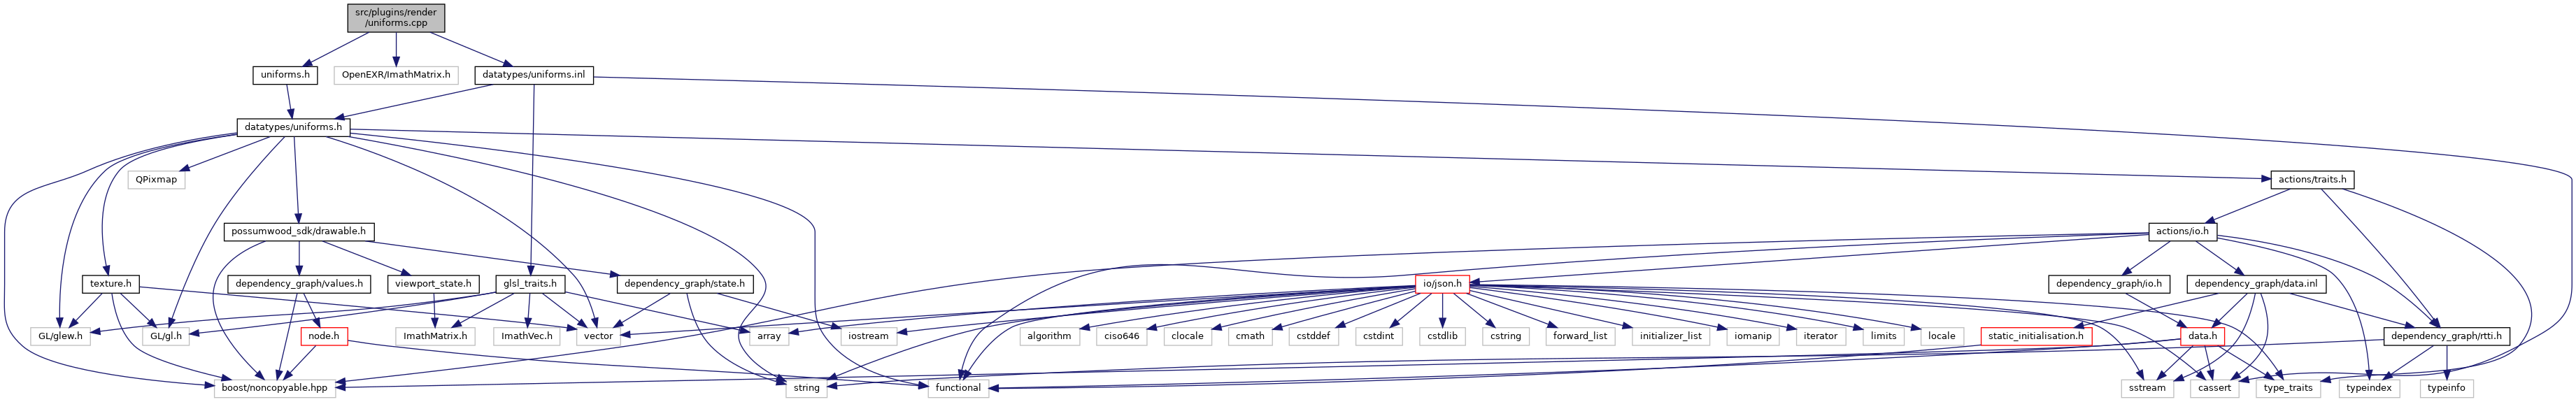 src/plugins/render
/uniforms.cpp
uniforms.h
OpenEXR/ImathMatrix.h
datatypes/uniforms.inl
datatypes/uniforms.h
QPixmap
actions/traits.h
possumwood_sdk/drawable.h
actions/io.h
texture.h
dependency_graph/values.h
viewport_state.h
glsl_traits.h
dependency_graph/state.h
io/json.h
dependency_graph/io.h
dependency_graph/data.inl
GL/glew.h
GL/gl.h
node.h
ImathMatrix.h
ImathVec.h
vector
array
iostream
algorithm
ciso646
clocale
cmath
cstddef
cstdint
cstdlib
cstring
forward_list
initializer_list
iomanip
iterator
limits
locale
static_initialisation.h
data.h
dependency_graph/rtti.h
boost/noncopyable.hpp
string
functional
sstream
cassert
type_traits
typeindex
typeinfo